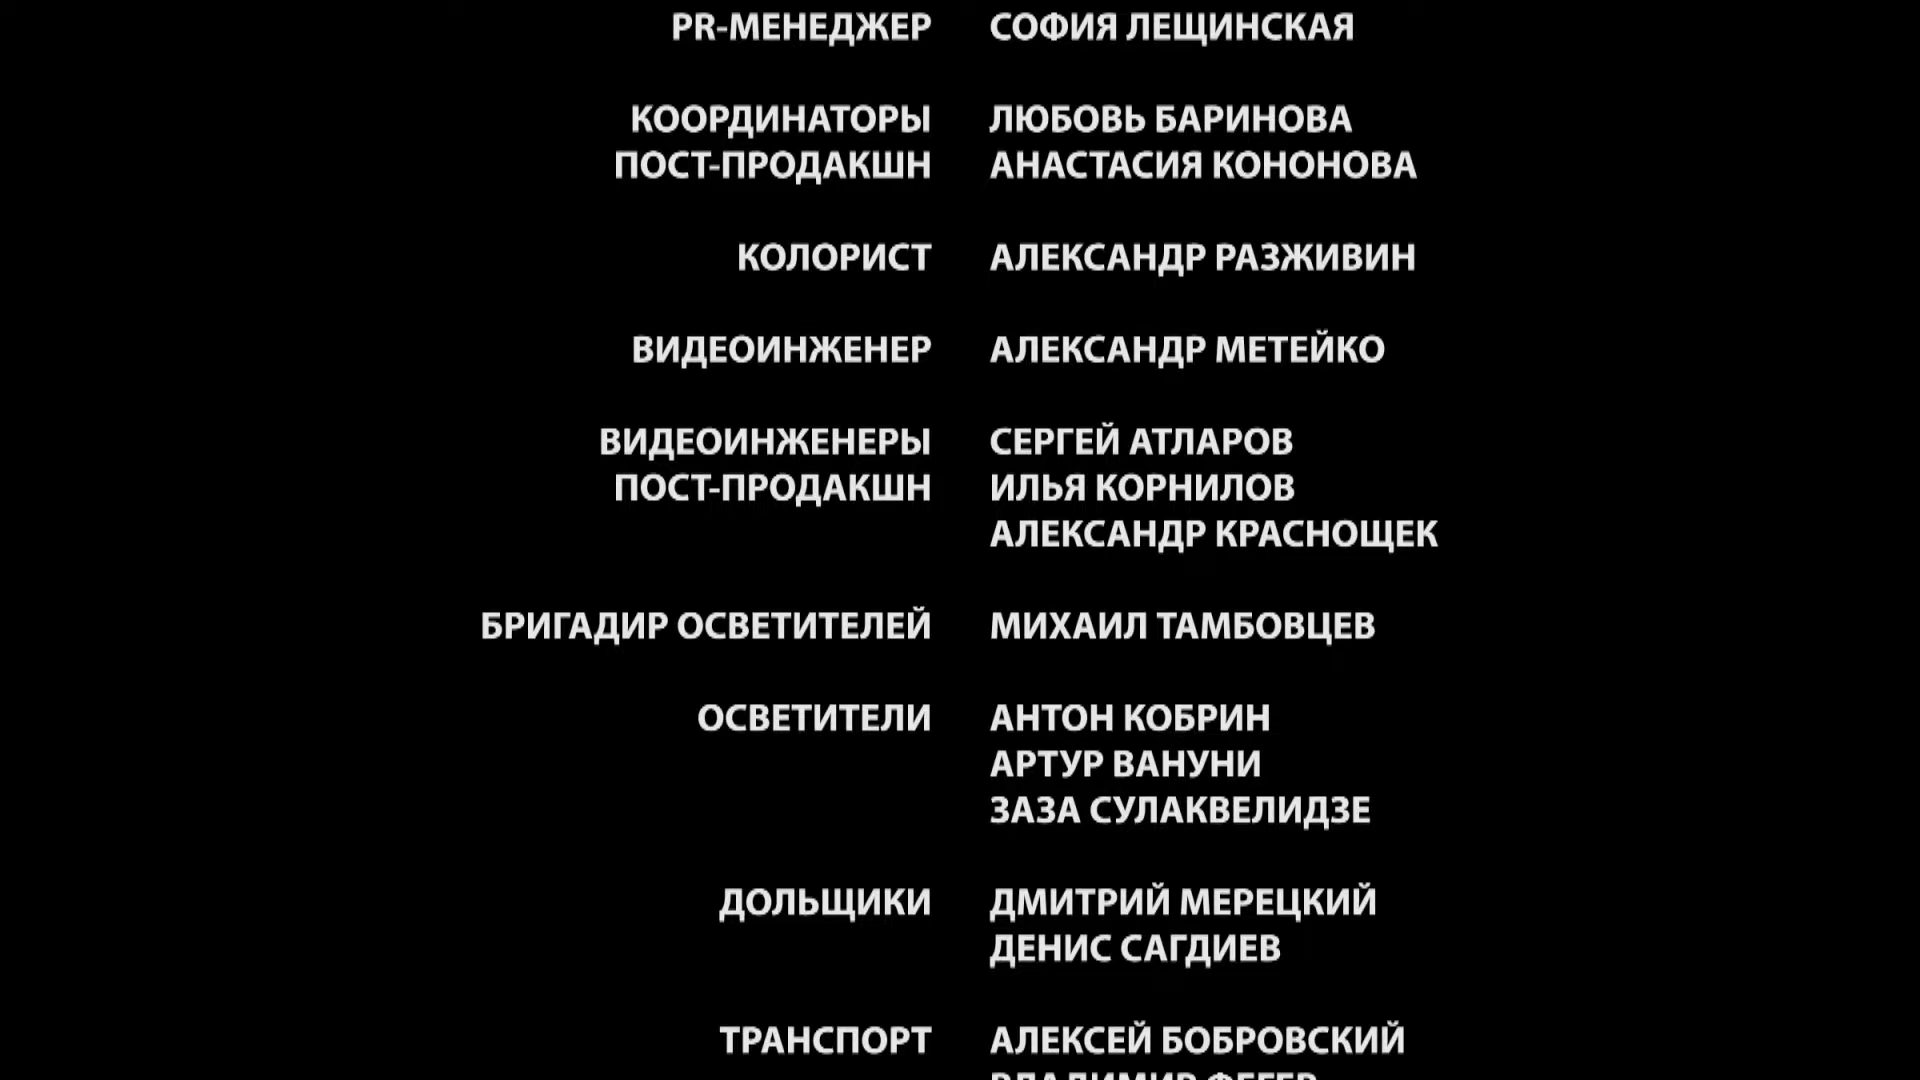 PR-МЕНЕДЖЕР СОФИЯ ЛЕЩИНСКАЯ
КООРДИНАТОРЫ ЛЮБОВЬ БАРИНОВА
ПОСТ-ПРОДАКШН АНАСТАСИЯ КОНОНОВА
КОЛОРИСТ АЛЕКСАНДР РАЗЖИВИН
ВИДЕОИНЖЕНЕР АЛЕКСАНДР МЕТЕЙКО
ВИДЕОИНЖЕНЕРЫ СЕРГЕЙ АТЛАРОВ
ПОСТ-ПРОДАКШН ИЛЬЯ КОРНИЛОВ
АЛЕКСАНДР КРАСНОЩЕК
БРИГАДИР ОСВЕТИТЕЛЕЙ МИХАИЛ ТАМБОВЦЕВ
ОСВЕТИТЕЛИ АНТОН КОБРИН
АРТУР ВАНУНИ
ЗАЗА СУЛАКВЕЛИДЗЕ
ДОЛЬЩИКИ ДМИТРИЙ МЕРЕЦКИЙ
ДЕНИС САГДИЕВ
ТРАНСПОРТ АЛЕКСЕЙ БОБРОВСКИЙ
ВЛАДИМИР